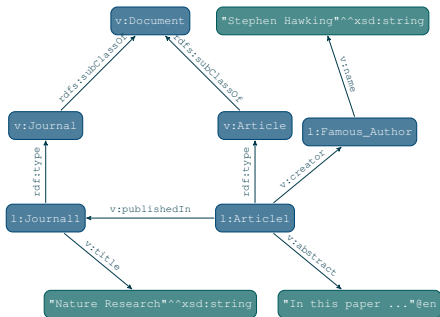 v:Document
"Stephen Hawking"^^xsd:string
rdfs:subClassOf
rdfs:subClassOf
v:name
v:Journal
v:Article
l:Famous_Author
rdf:type
rdf:type
v:creator
l:Journal1
v:publishedIn
l:Article1
v:title
v:abstract
"Nature Research"^^xsd:string
"In this paper ..."@en